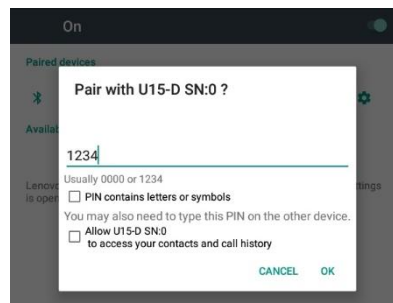 On
Paired devices
Pair with U15-D SN:0 ?
Availab
1234
Usually 0000 or 1234
Lenovo
ttings
is oper
PIN contains letters or symbols
You may also need to type this PIN on the other device.
Allow U15-D SN:0
to access your contacts and call history
CANCEL OK